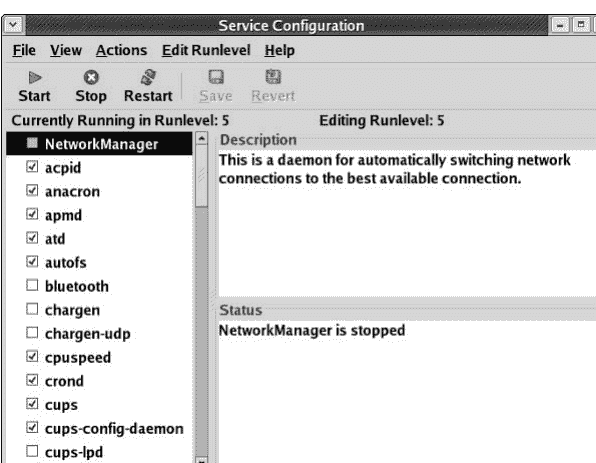 Service Configuration
File View Actions Edit Runlevel Help
Start Stop Restart Save Revert
Currently Running in Runlevel: 5 Editing Runlevel: 5
NetworkManager
acpid
anacron
apmd
atd
autofs
bluetooth
chargen
chargen-udp
cpuspeed
crond
cups
cups-config-daemon
cups-lpd
Description
This is a daemon for automatically switching network
connections to the best available connection.
Status
NetworkManager is stopped